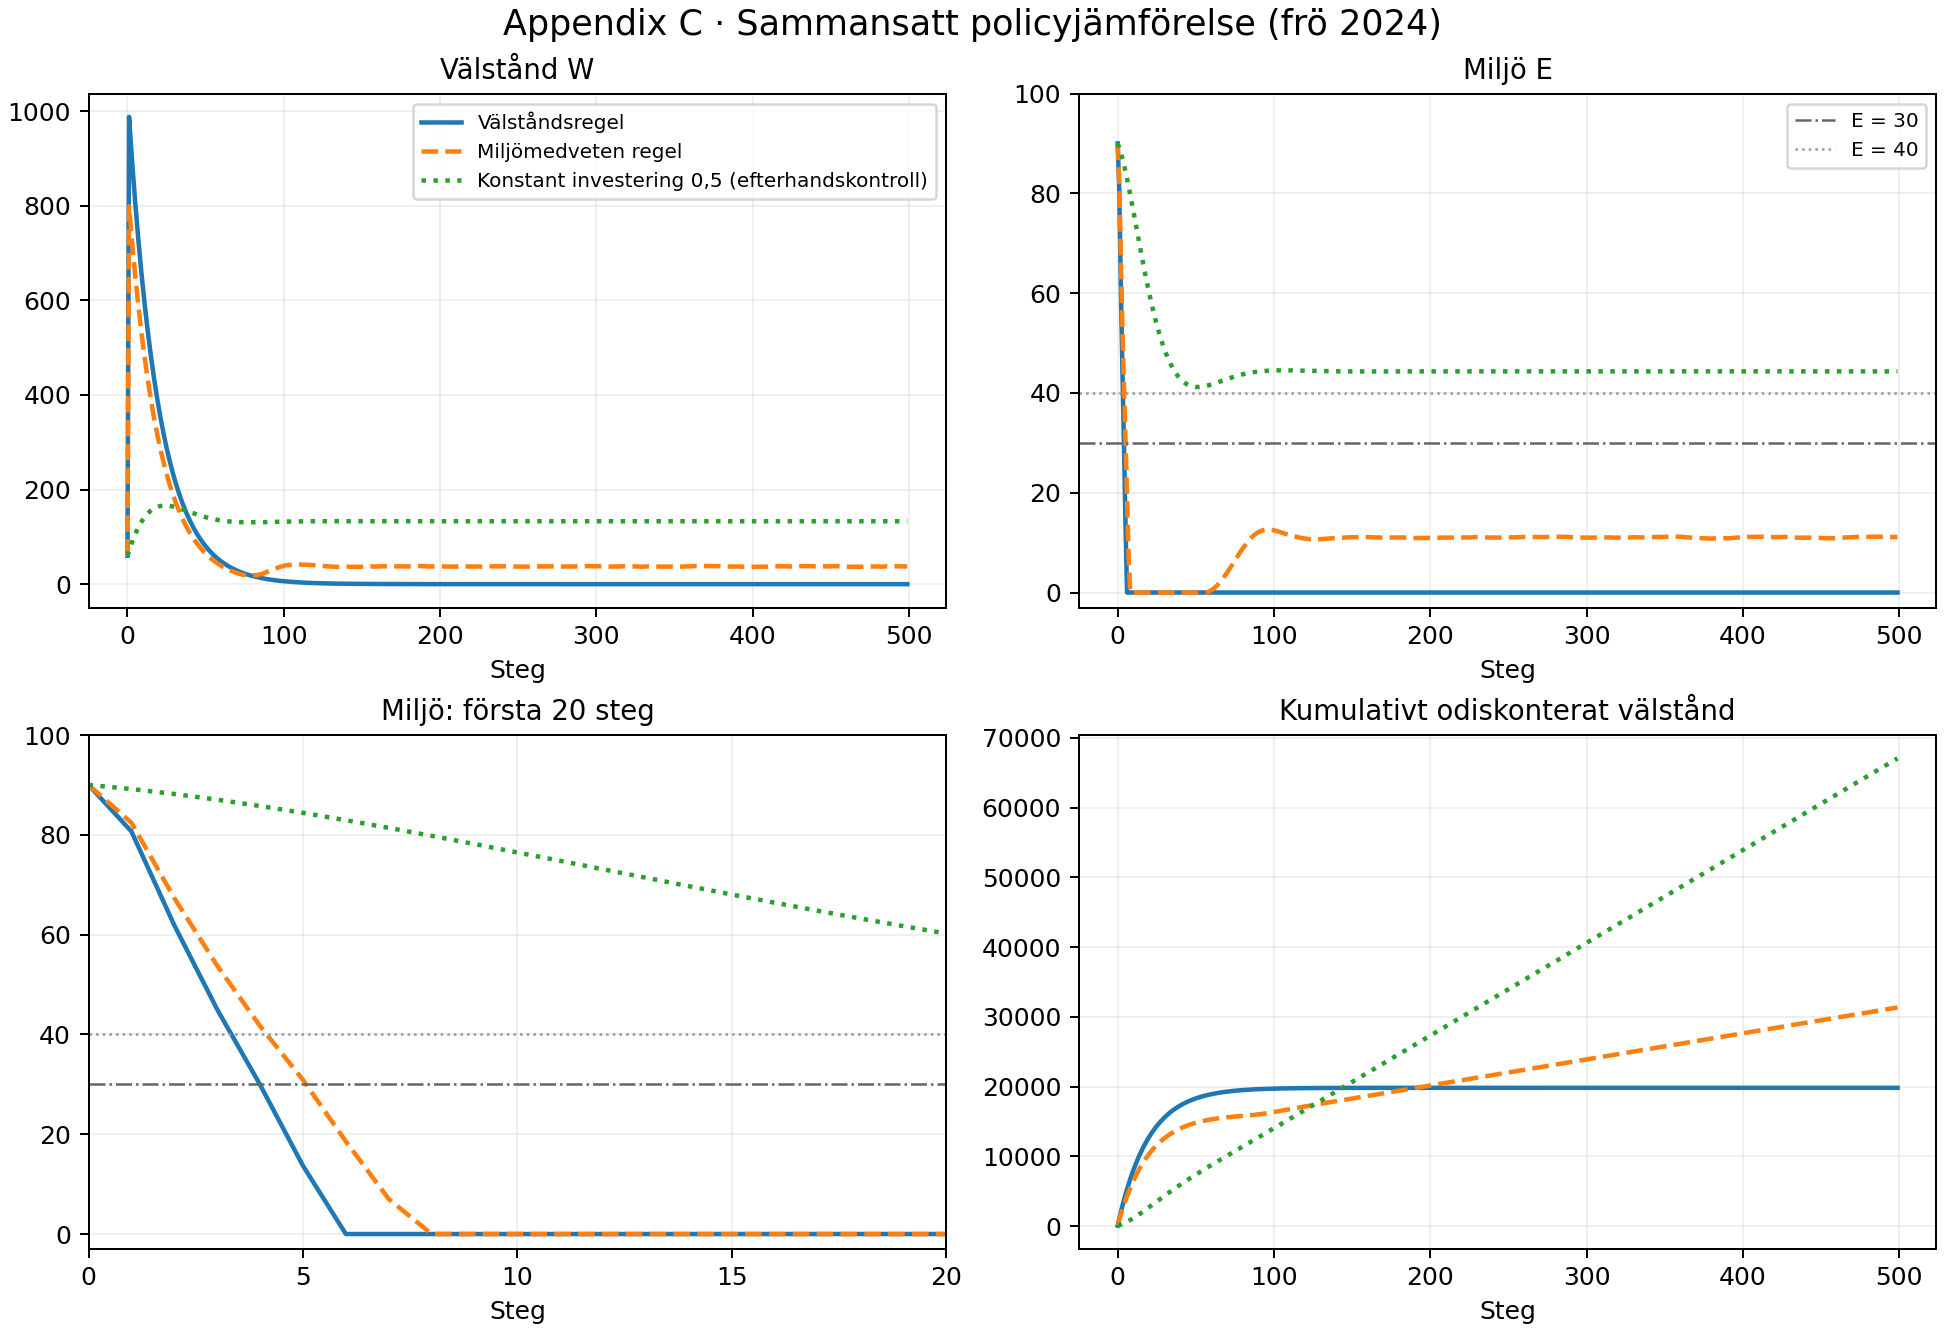 Appendix C · Sammansatt policyjämförelse (frö 2024)
Välstånd W
1000
800
600
400
200
0
Välståndsregel
Miljömedveten regel
Konstant investering 0,5 (efterhandskontroll)
0 100 200 300 400 500
Steg
Miljö E
100
80
60
40
20
0
E = 30
E = 40
0 100 200 300 400 500
Steg
Miljö: första 20 steg
100
80
60
40
20
0
0 5 10 15 20
Steg
Kumulativt odiskonterat välstånd
70000
60000
50000
40000
30000
20000
10000
0
0 100 200 300 400 500
Steg